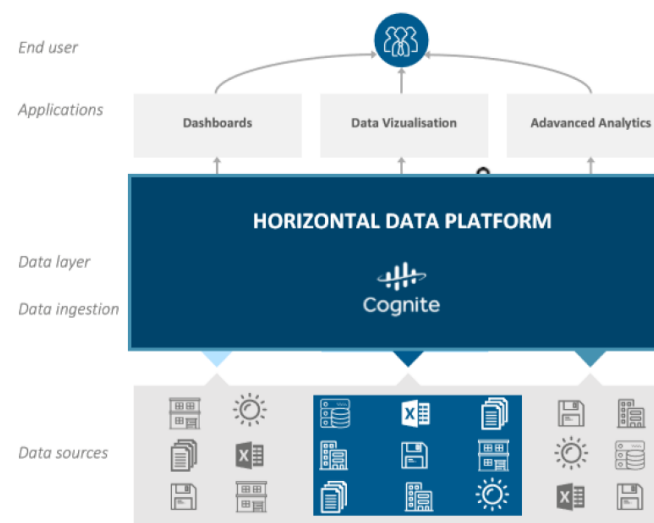 End user
Applications
Dashboards
Data Vizualisation
Adavanced Analytics
HORIZONTAL DATA PLATFORM
Data layer
Cognite
Data ingestion
Data sources